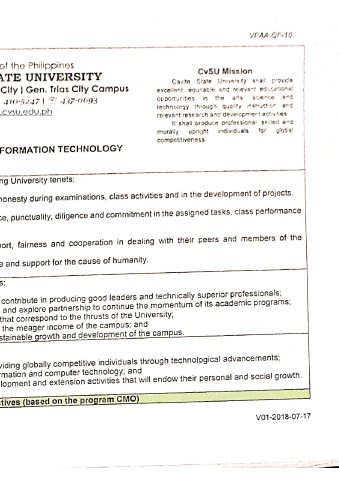 VPAA-QF-10
of the Philippines
ATE UNIVERSITY
City | Gen. Trias City Campus
410-5247 | 437-0693
.cvsu.edu.ph
CvSU Mission
Cavite State University shall provide
excellent, equitable and relevant educational
opportunities in the arts, science and
technology through quality instruction and
relevant research and development activities.
It shall produce professional, skilled and
morally upright individuals for global
competitiveness.
FORMATION TECHNOLOGY
ng University tenets:
honesty during examinations, class activities and in the development of projects.
ce, punctuality, diligence and commitment in the assigned tasks, class performance
ort, fairness and cooperation in dealing with their peers and members of the
e and support for the cause of humanity.
s:
contribute in producing good leaders and technically superior professionals;
and explore partnership to continue the momentum of its academic programs;
that correspond to the thrusts of the University;
the meager income of the campus; and
stainable growth and development of the campus.
viding globally competitive individuals through technological advancements;
rmation and computer technology; and
lopment and extension activities that will endow their personal and social growth.
tives (based on the program CMO)
V01-2018-07-17